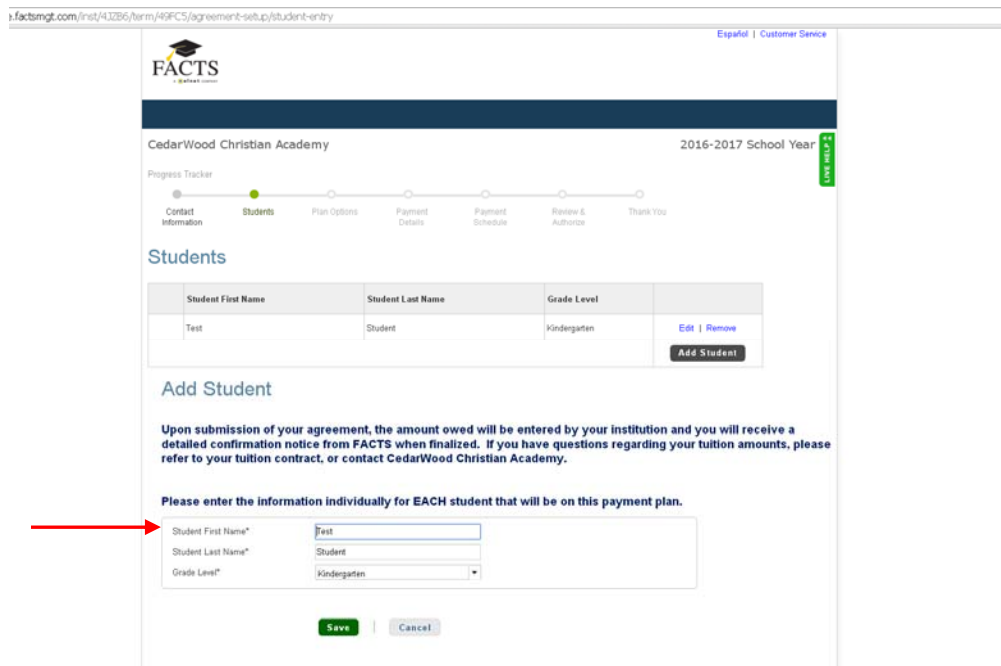 e.factsmgt.com/inst/4JZB6/term/49FC5/agreement-setup/student-entry
Español | Customer Service
FACTS
CedarWood Christian Academy
2016-2017 School Year
LIVE HELP
Progress Tracker
Contact Information
Students
Plan Options
Payment Details
Payment Schedule
Review & Authorize
Thank You
Students
Student First Name Student Last Name Grade Level
Test Student Kindergarten Edit | Remove
Add Student
Add Student
Upon submission of your agreement, the amount owed will be entered by your institution and you will receive a
detailed confirmation notice from FACTS when finalized. If you have questions regarding your tuition amounts, please
refer to your tuition contract, or contact CedarWood Christian Academy.
Please enter the information individually for EACH student that will be on this payment plan.
Student First Name* Test
Student Last Name* Student
Grade Level* Kindergarten
Save | Cancel